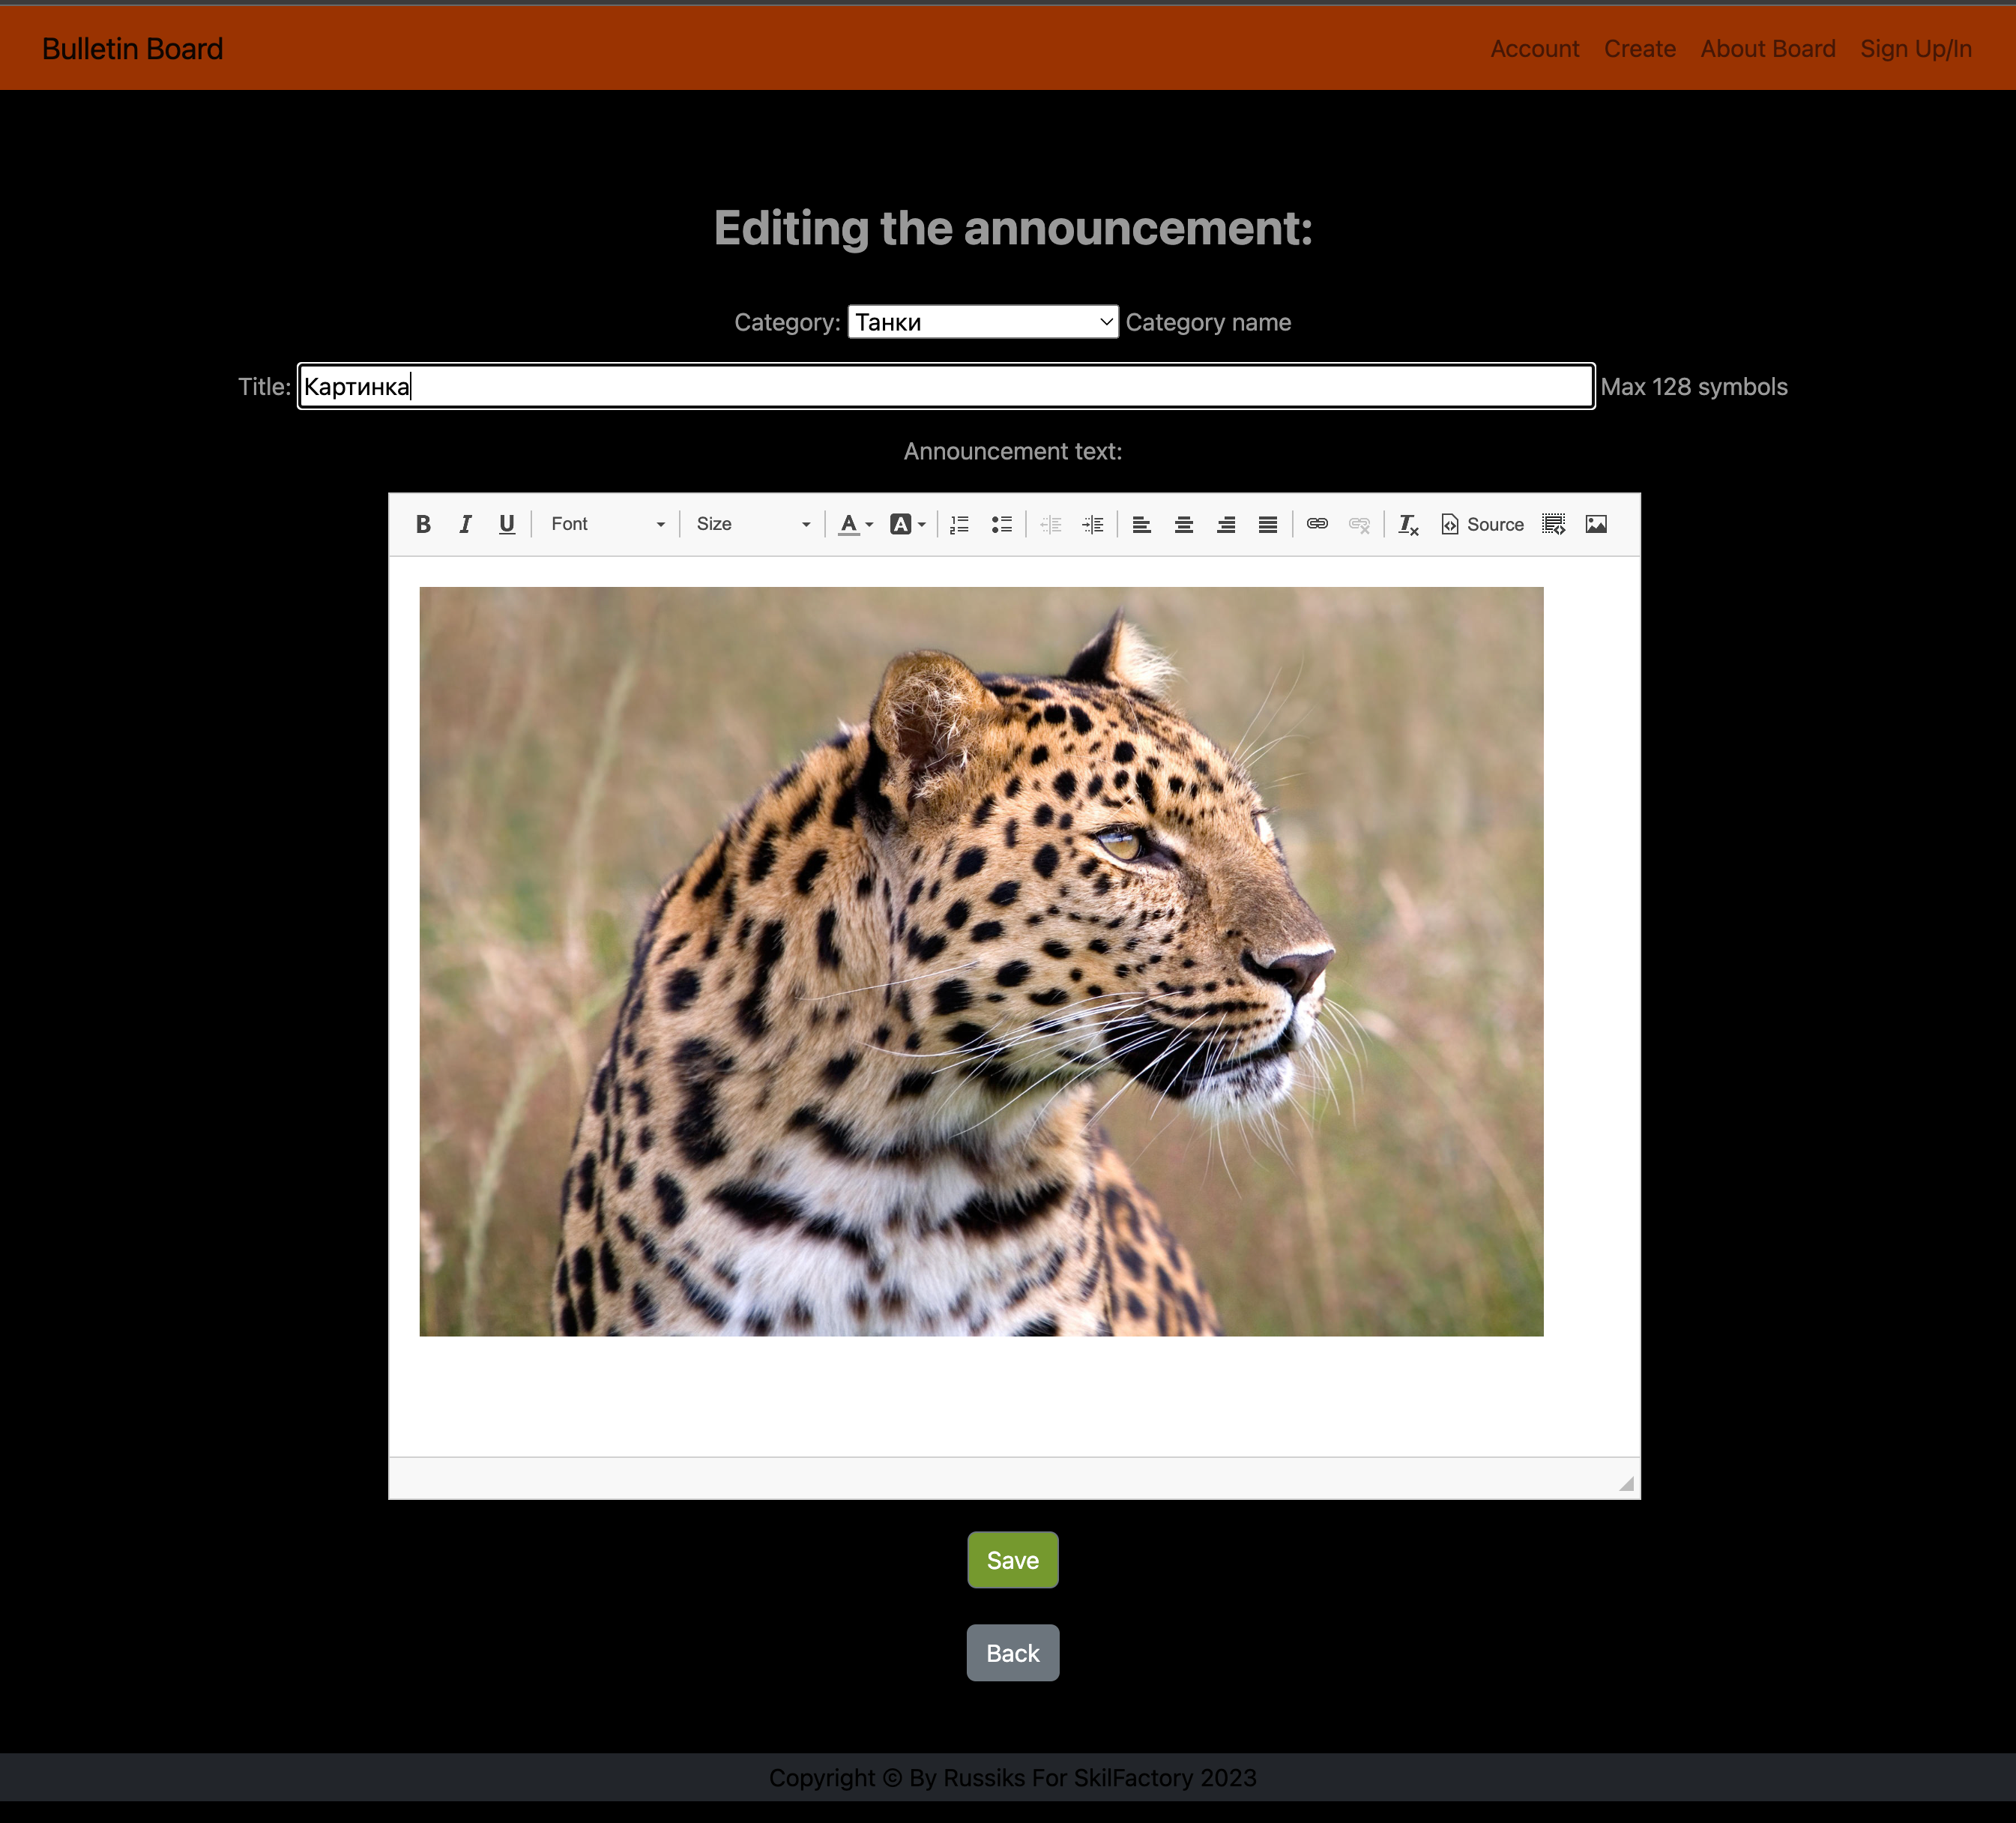 Bulletin Board
Account Create About Board Sign Up/In
Editing the announcement:
Category: Танки Category name
Title: Картинка Max 128 symbols
Announcement text:
B I U Font Size A A Source
Save
Back
Copyright © By Russiks For SkilFactory 2023